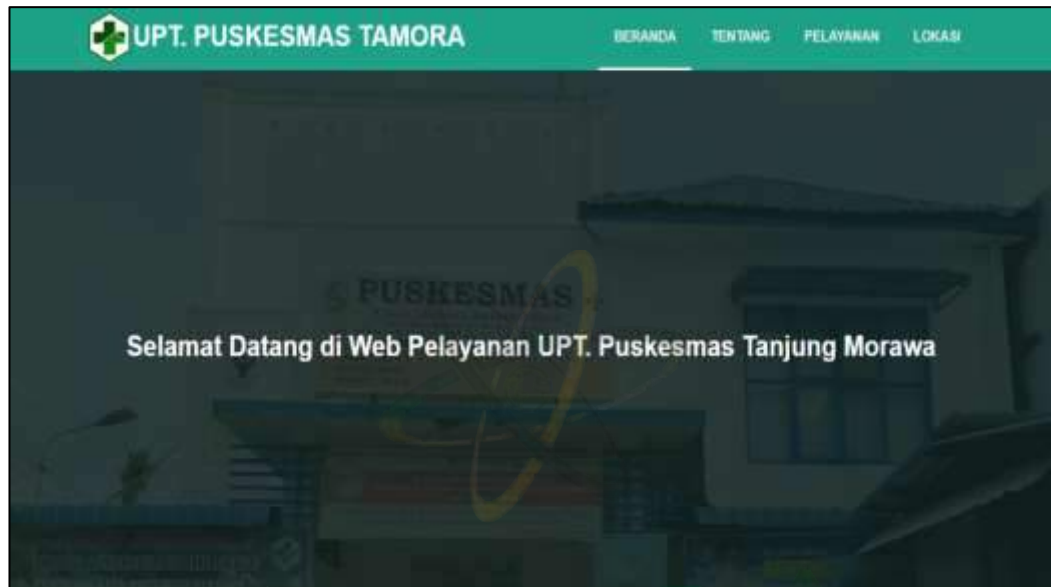 UPT. PUSKESMAS TAMORA
BERANDA TENTANG PELAYANAN LOKASI
PUSKESMAS
Selamat Datang di Web Pelayanan UPT. Puskesmas Tanjung Morawa